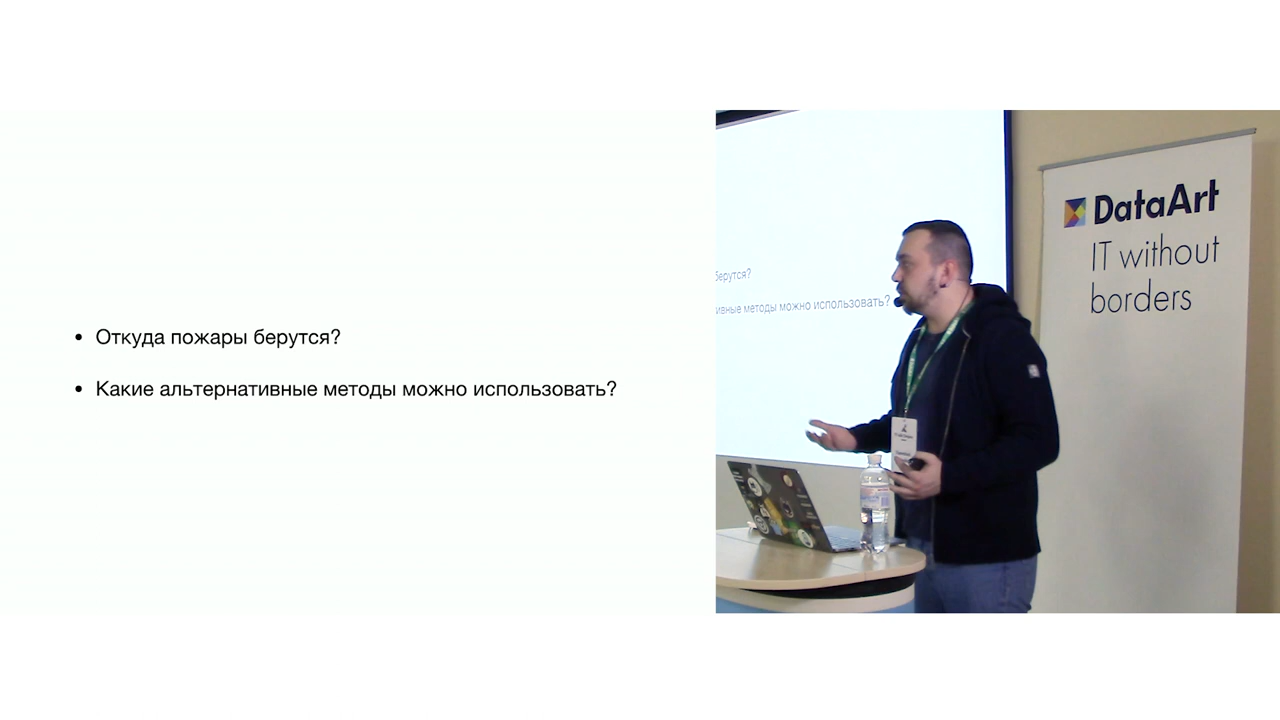 • Откуда пожары берутся?
• Какие альтернативные методы можно использовать?
берутся?
ивные методы можно использовать?
DataArt
IT without
borders